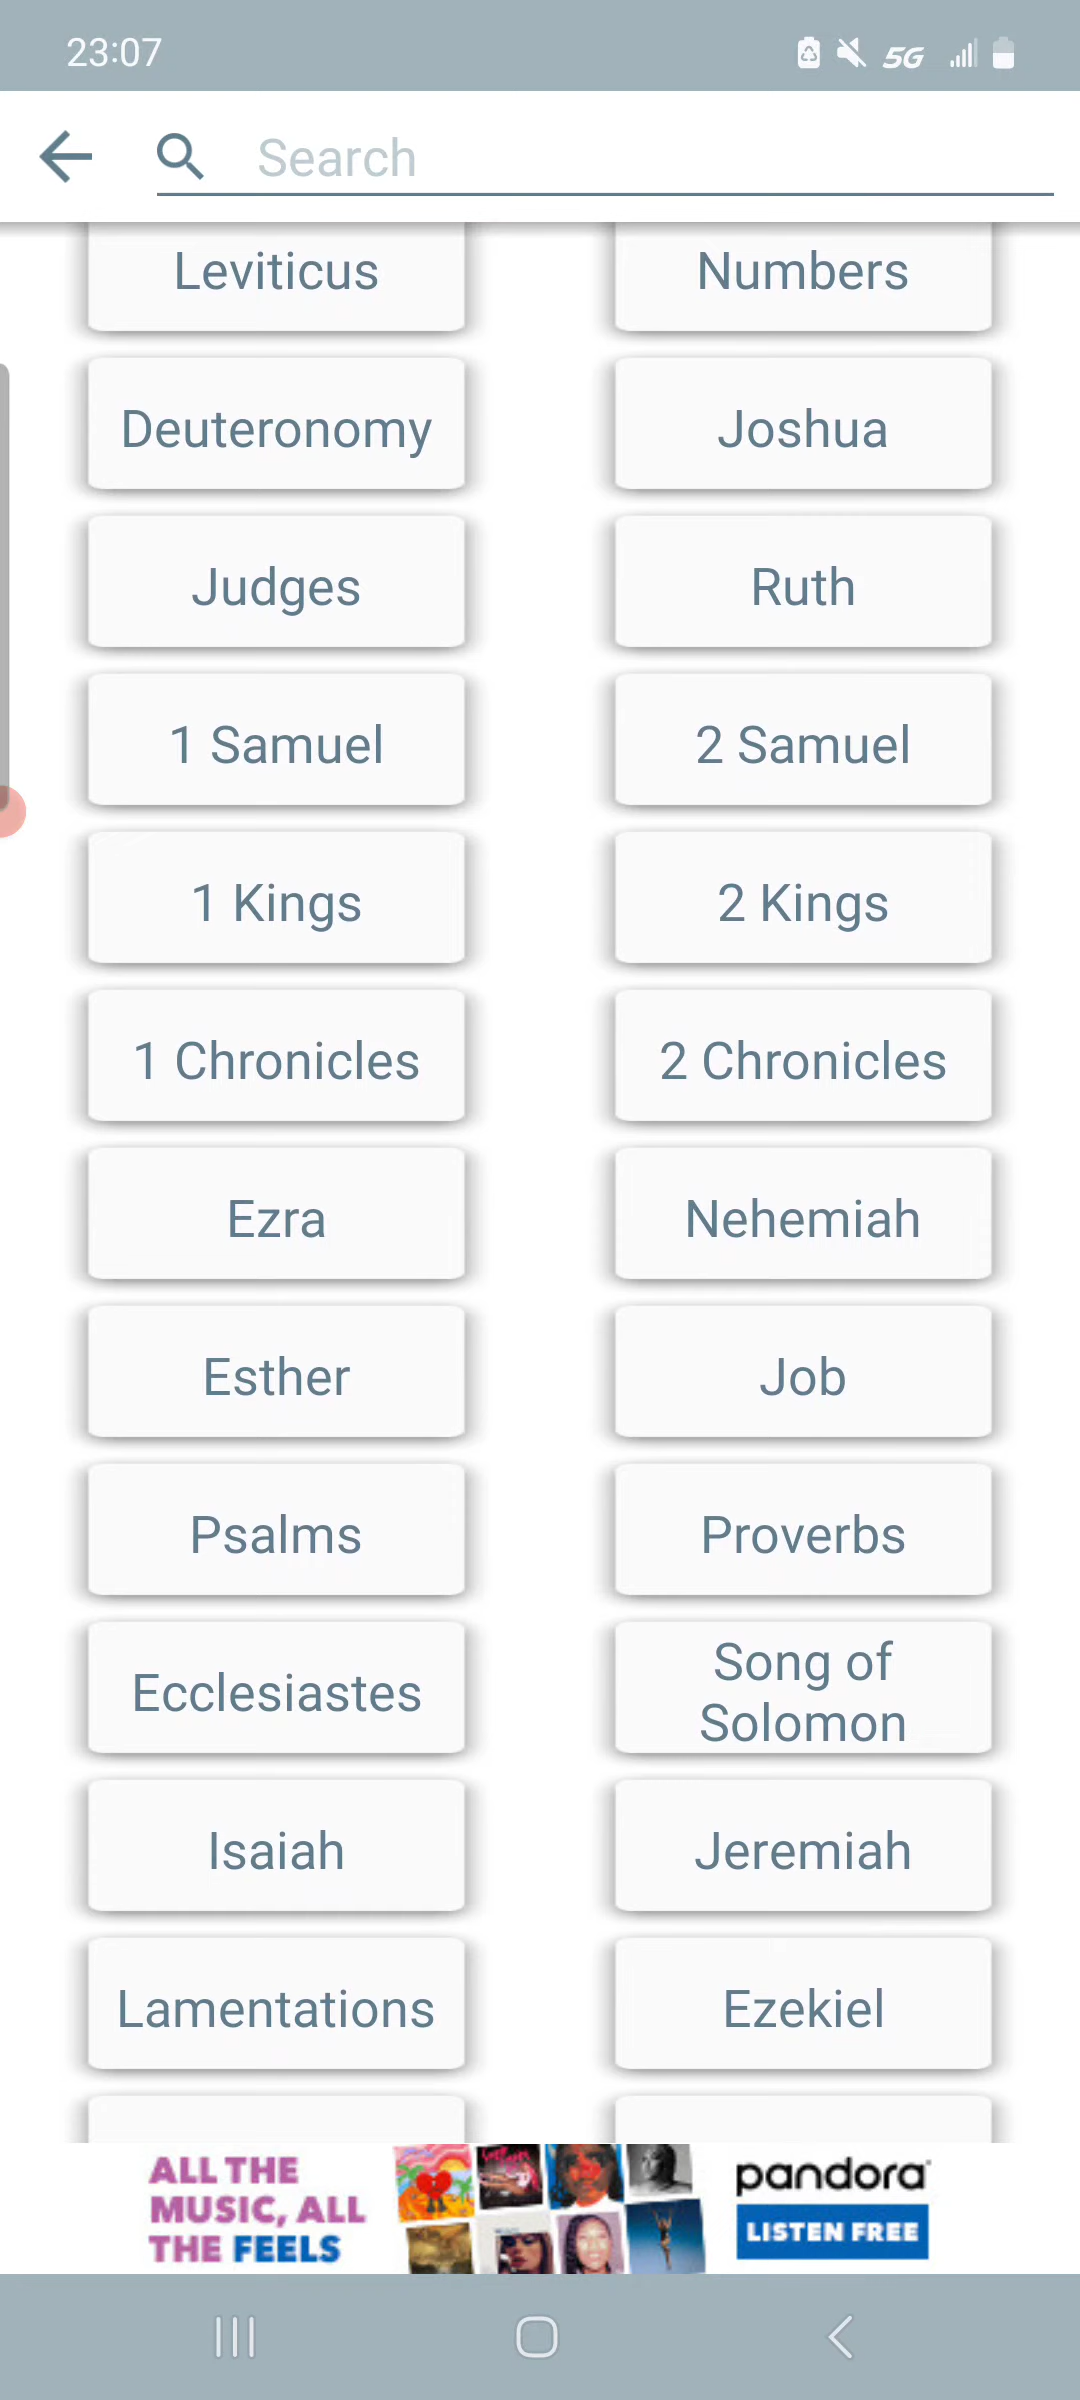 23:07
5G
Search
Leviticus
Numbers
Deuteronomy
Joshua
Judges
Ruth
1 Samuel
2 Samuel
1 Kings
2 Kings
1 Chronicles
2 Chronicles
Ezra
Nehemiah
Esther
Job
Psalms
Proverbs
Ecclesiastes
Song of
Solomon
Isaiah
Jeremiah
Lamentations
Ezekiel
ALL THE
MUSIC, ALL
THE FEELS
pandora
LISTEN FREE